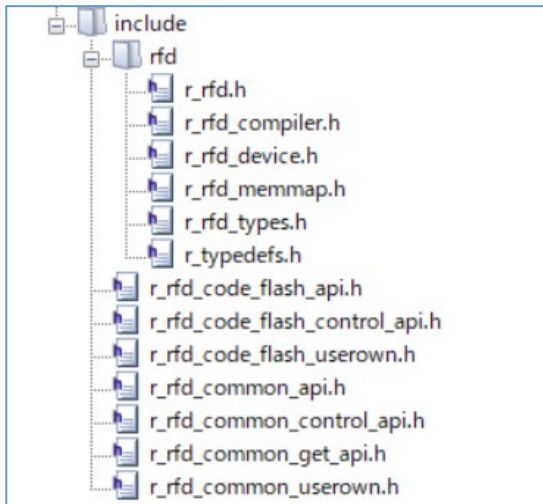 include
rfd
r_rfd.h
r_rfd_compiler.h
r_rfd_device.h
r_rfd_memmap.h
r_rfd_types.h
r_typedefs.h
r_rfd_code_flash_api.h
r_rfd_code_flash_control_api.h
r_rfd_code_flash_userown.h
r_rfd_common_api.h
r_rfd_common_control_api.h
r_rfd_common_get_api.h
r_rfd_common_userown.h